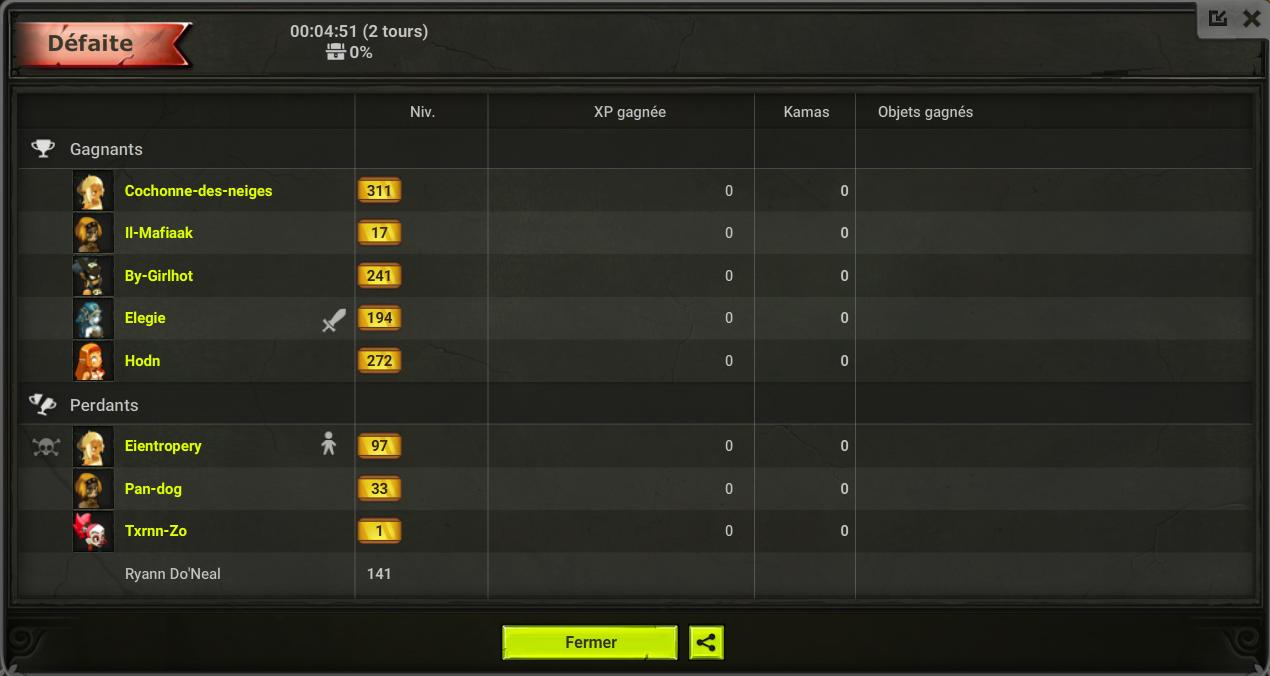 Défaite
00:04:51 (2 tours)
0%
Niv. XP gagnée Kamas Objets gagnés
Gagnants
Cochonne-des-neiges 311 0 0
Il-Mafiaak 17 0 0
By-Girlhot 241 0 0
Elegie 194 0 0
Hodn 272 0 0
Perdants
Eientropery 97 0 0
Pan-dog 33 0 0
Txrnn-Zo 1 0 0
Ryann Do'Neal 141
Fermer